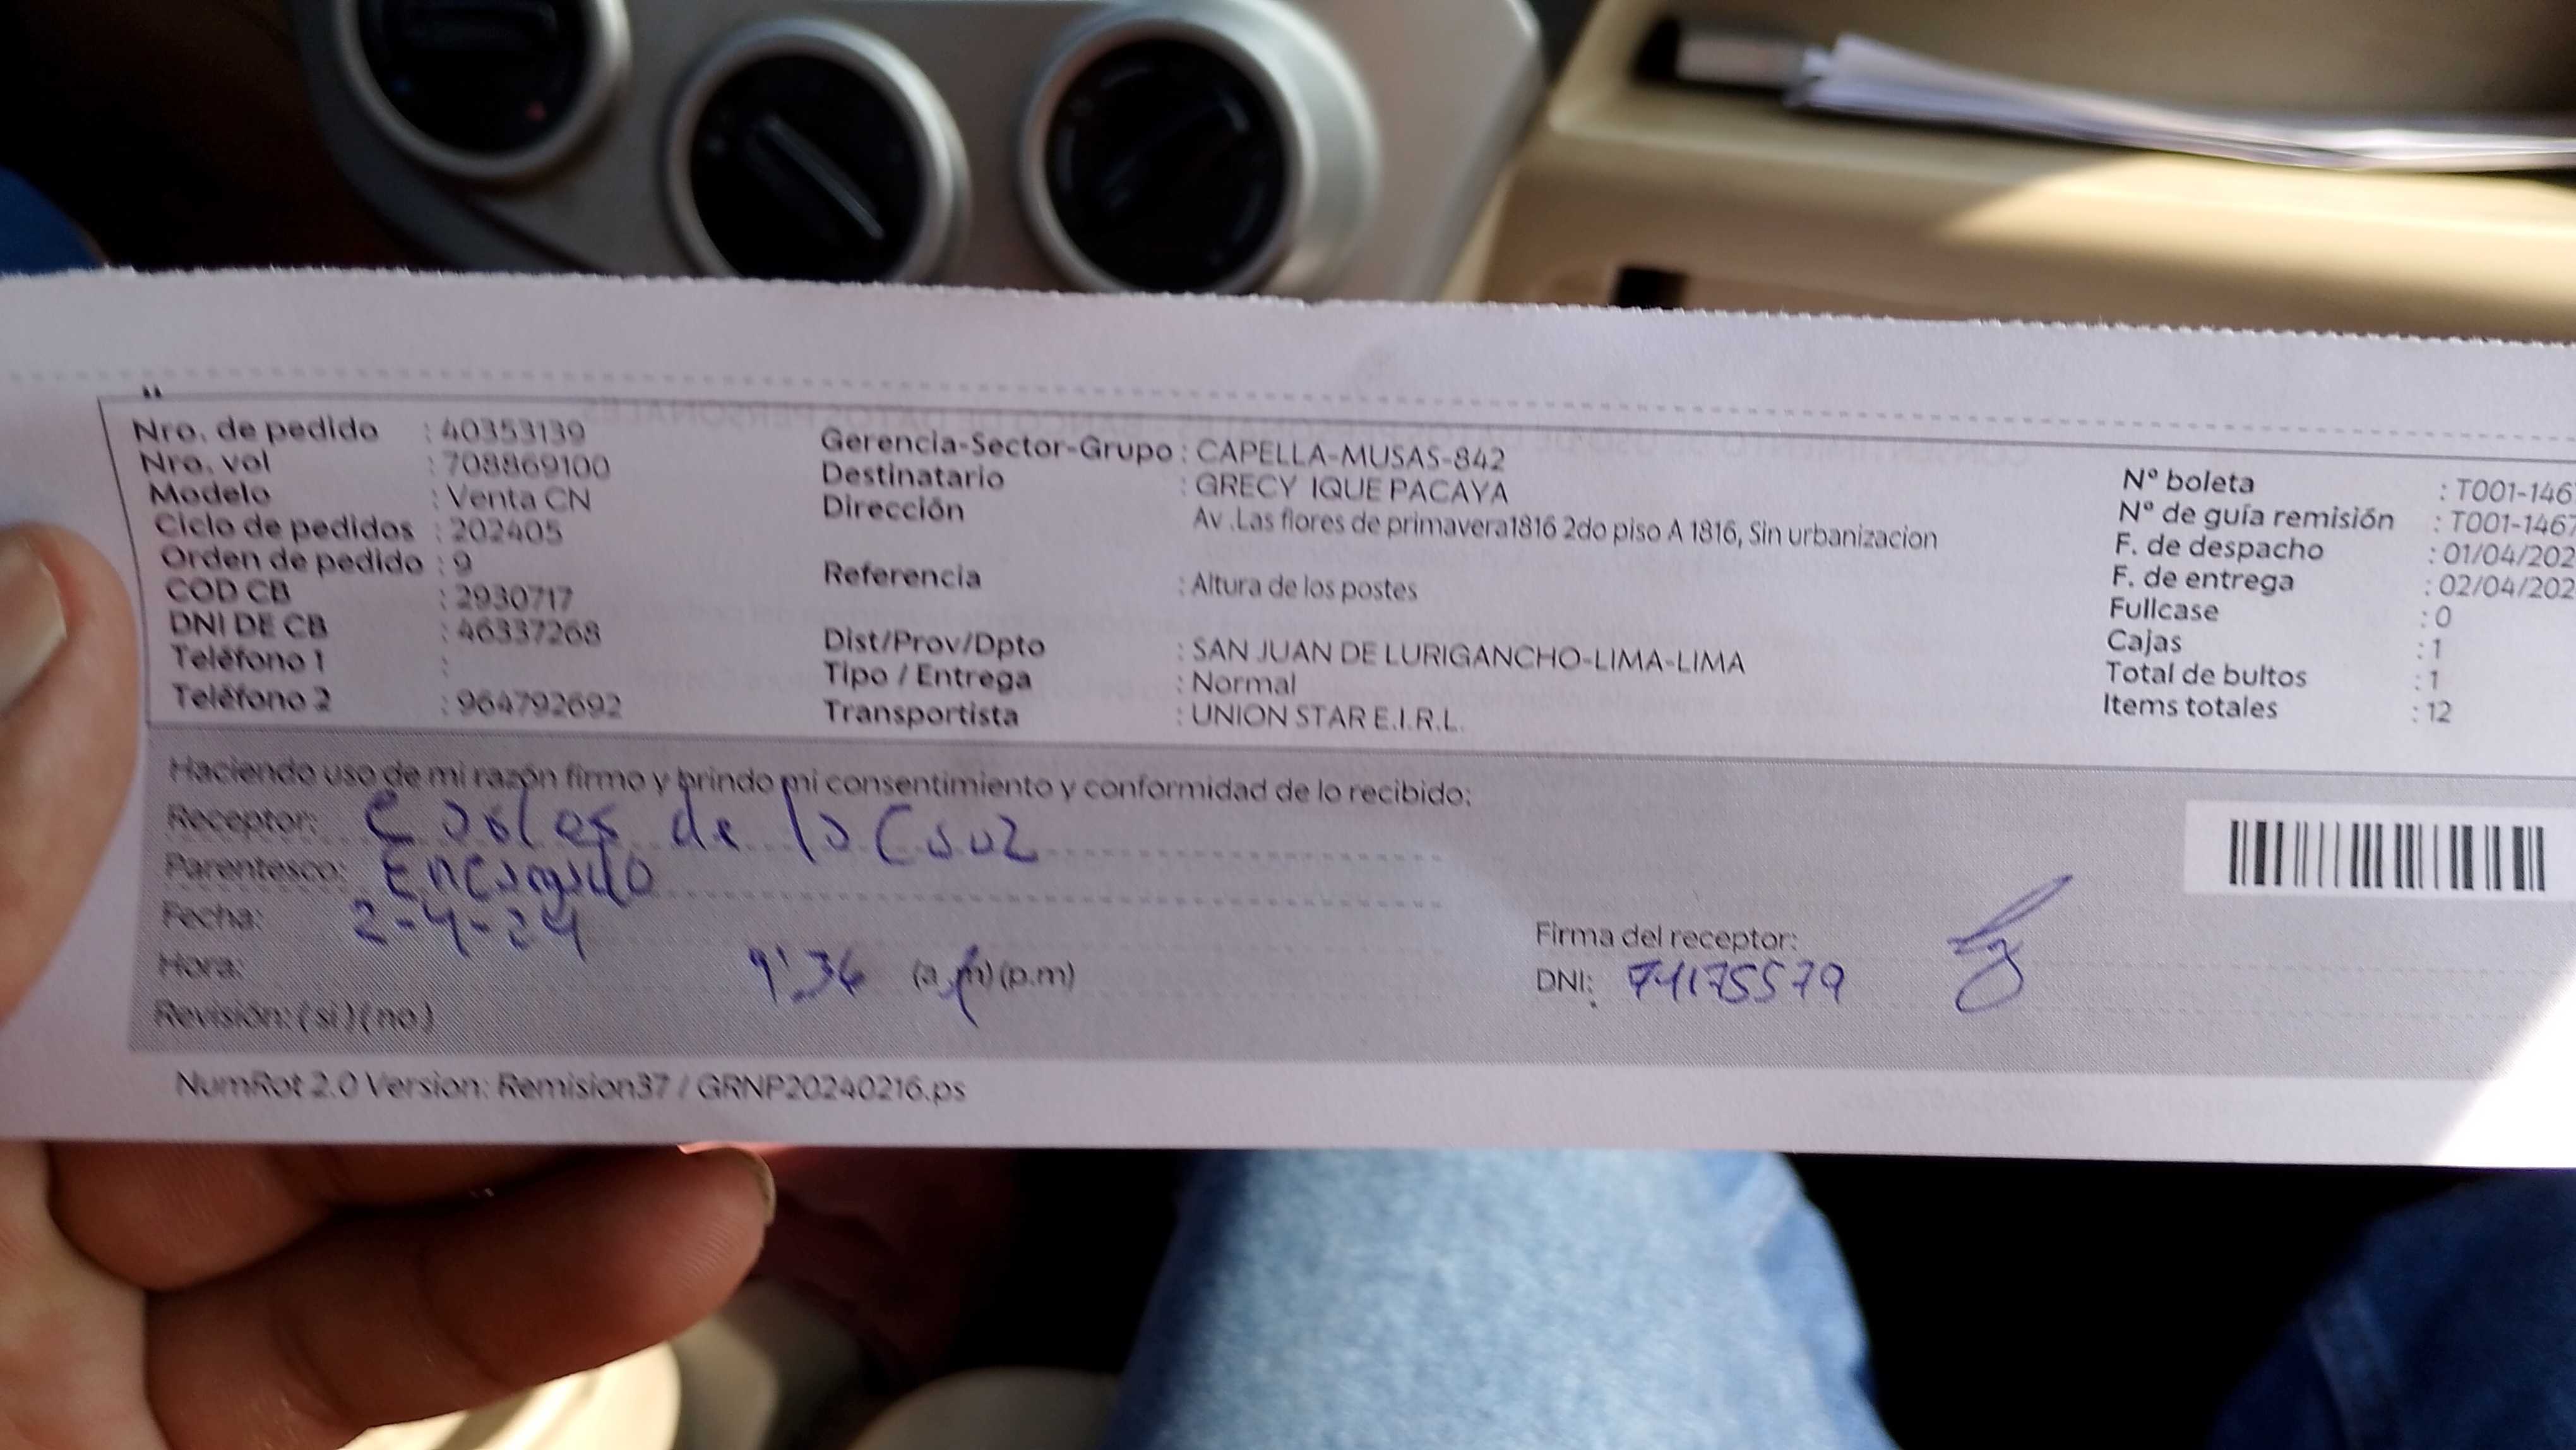 Nro. de pedido : 40353139
Nro. vol : 708869100
Modelo : Venta CN
Ciclo de pedidos : 202405
Orden de pedido : 9
COD CB : 2930717
DNI DE CB : 46337268
Teléfono 1 :
Teléfono 2 : 964792692
Gerencia-Sector-Grupo : CAPELLA-MUSAS-842
Destinatario : GRECY IQUE PACAYA
Dirección Av .Las flores de primavera1816 2do piso A 1816, Sin urbanizacion
Referencia : Altura de los postes
Dist/Prov/Dpto : SAN JUAN DE LURIGANCHO-LIMA-LIMA
Tipo / Entrega : Normal
Transportista : UNION STAR E.I.R.L.
Nº boleta : T001-146
Nº de guía remisión : T001-1467
F. de despacho : 01/04/202
F. de entrega : 02/04/202
Fullcase : 0
Cajas : 1
Total de bultos : 1
Items totales : 12
Haciendo uso de mi razón firmo y brindo mi consentimiento y conformidad de lo recibido:
Receptor: Carlos de la Cruz
Parentesco: Encargado
Fecha: 2-4-24
Hora: 9:36 (a.m)(p.m)
Revisión: (si)(no)
Firma del receptor:
DNI: 74175579
NumRot 2.0 Version: Remision37 / GRNP20240216.ps